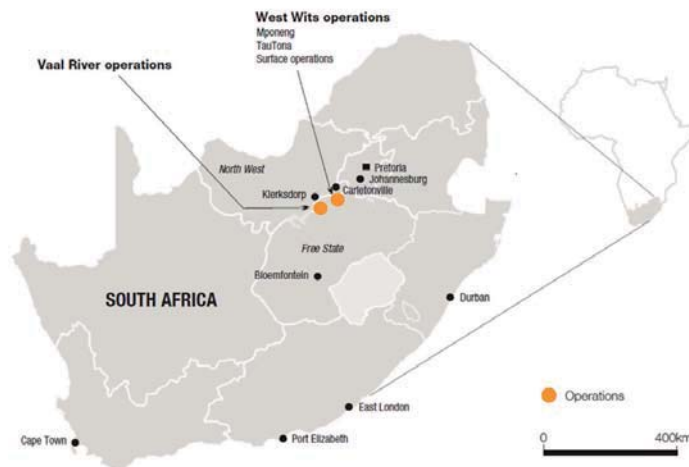 West Wits operations
Mponeng
TauTona
Surface operations
Vaal River operations
North West
Pretoria
Johannesburg
Carletonville
Klerksdorp
Free State
Bloemfontein
SOUTH AFRICA
Durban
Operations
East London
Port Elizabeth
Cape Town
0 400km